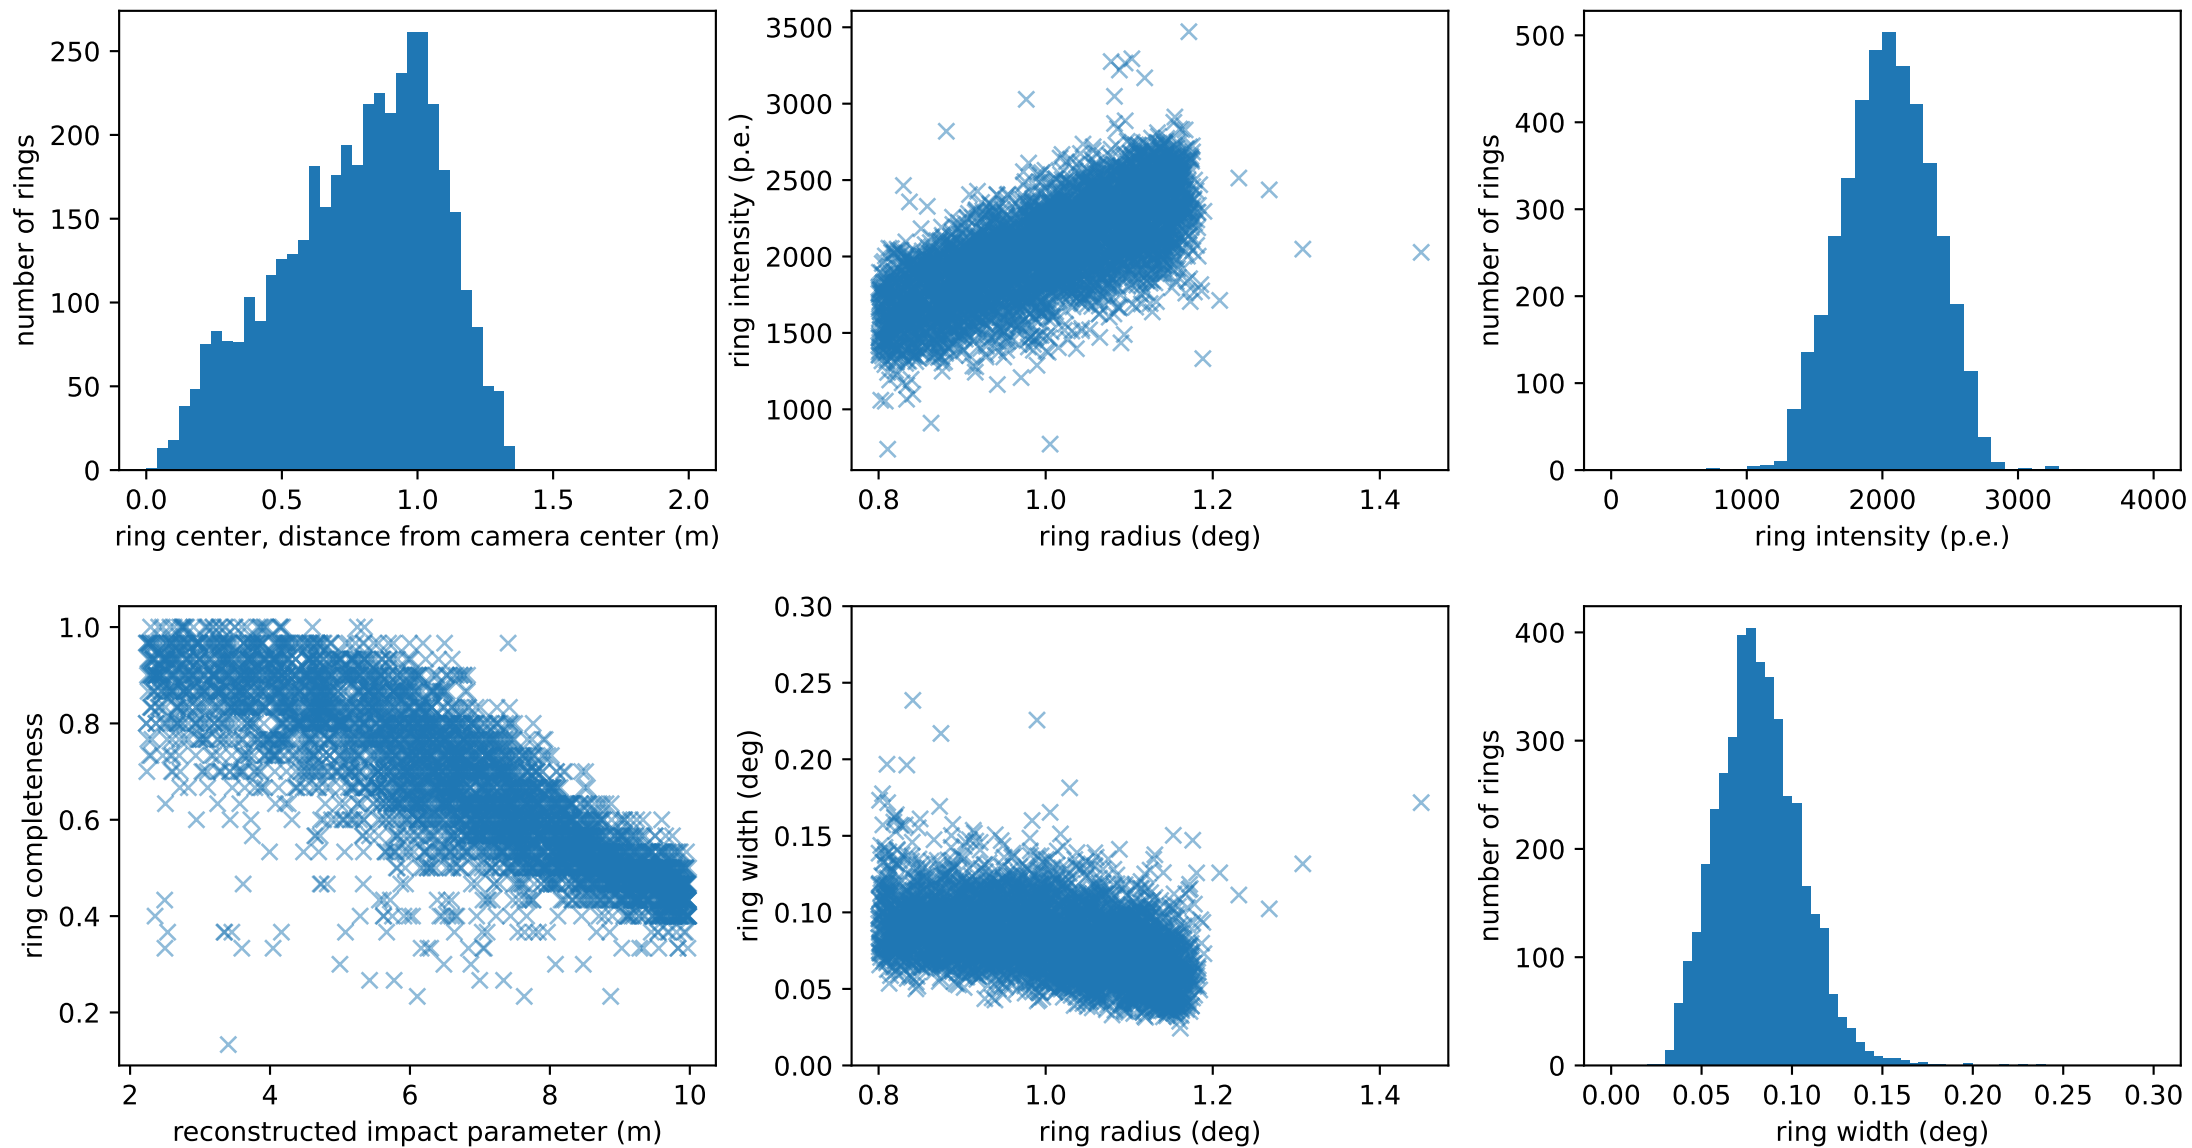 250
200
150
100
50
0
number of rings
0.0 0.5 1.0 1.5 2.0
ring center, distance from camera center (m)
3500
3000
2500
2000
1500
1000
ring intensity (p.e.)
0.8 1.0 1.2 1.4
ring radius (deg)
500
400
300
200
100
0
number of rings
0 1000 2000 3000 4000
ring intensity (p.e.)
1.0
0.8
0.6
0.4
0.2
ring completeness
2 4 6 8 10
reconstructed impact parameter (m)
0.30
0.25
0.20
0.15
0.10
0.05
0.00
ring width (deg)
0.8 1.0 1.2 1.4
ring radius (deg)
400
300
200
100
0
number of rings
0.00 0.05 0.10 0.15 0.20 0.25 0.30
ring width (deg)